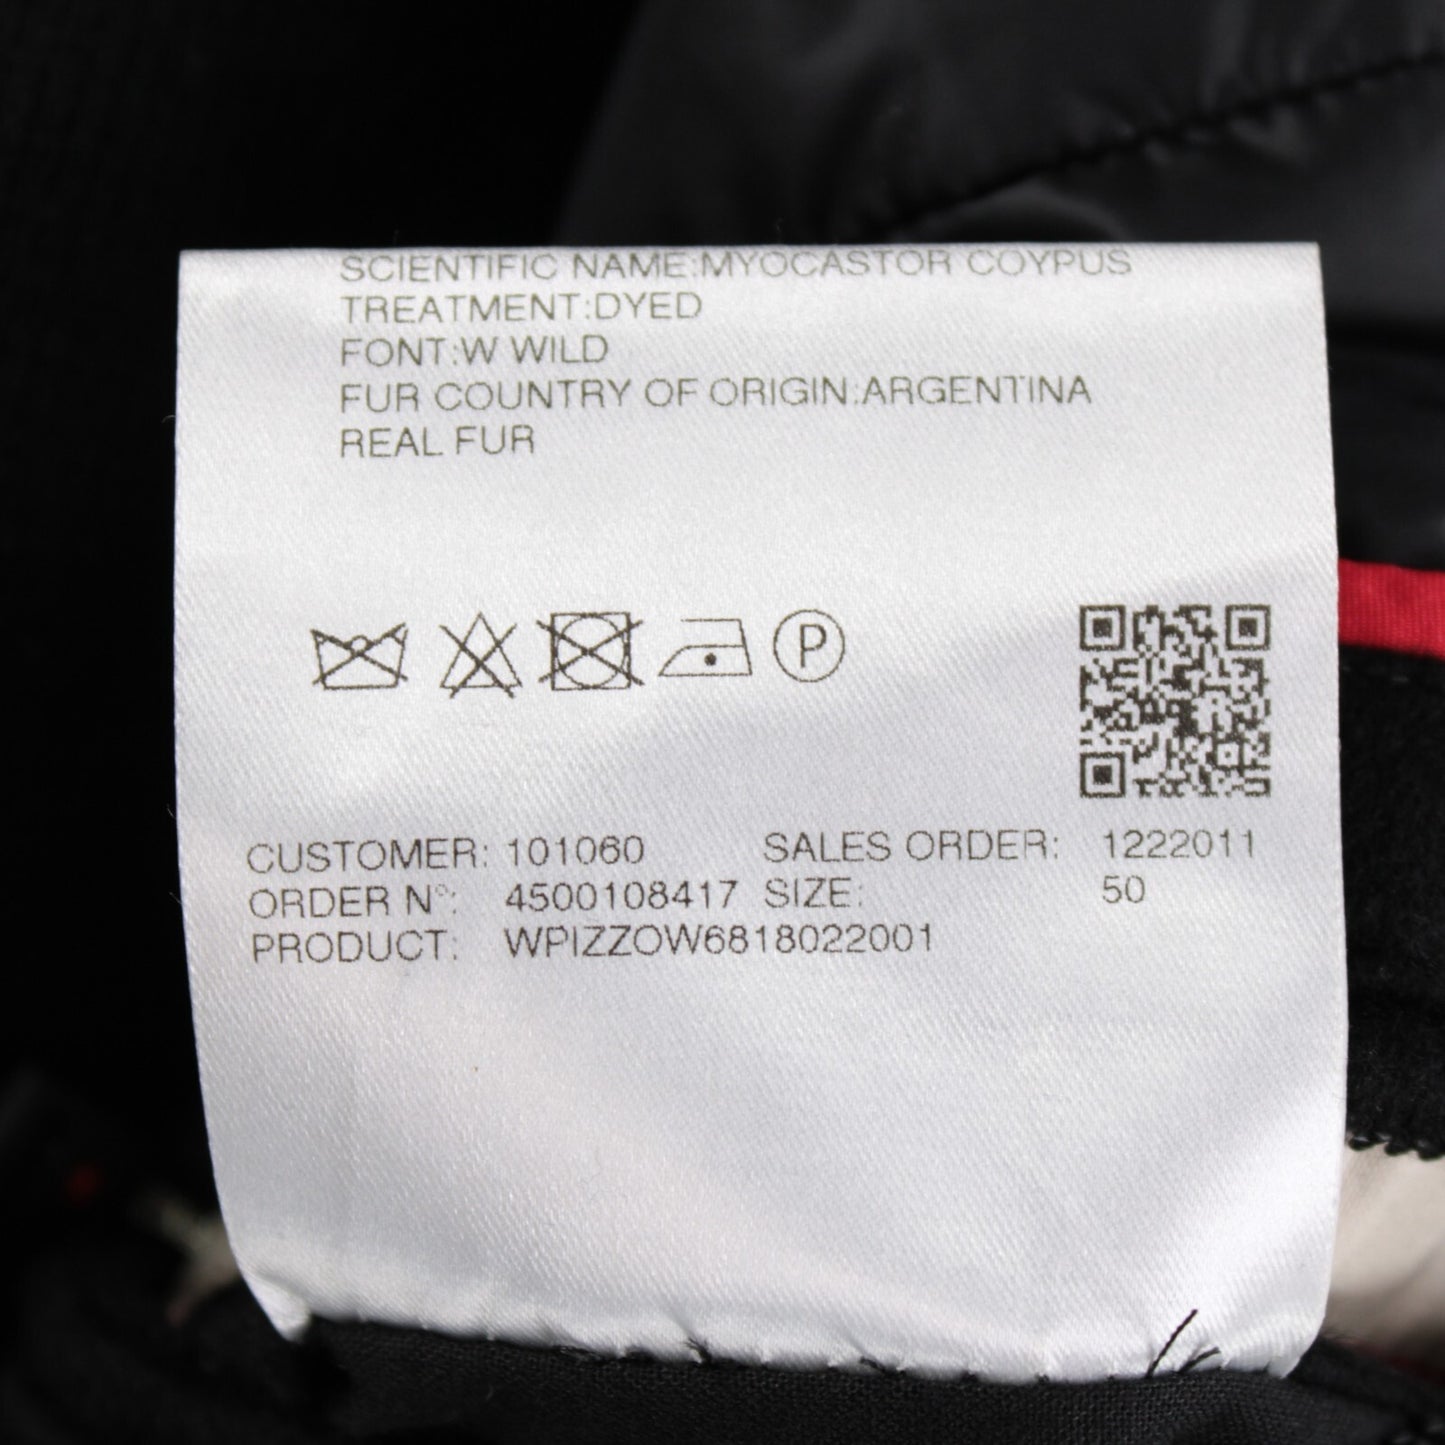 SCIENTIFIC NAME:MYOCASTOR COYPUS
TREATMENT:DYED
FONT:W WILD
FUR COUNTRY OF ORIGIN:ARGENTINA
REAL FUR
P
CUSTOMER: 101060 SALES ORDER: 1222011
ORDER N°: 4500108417 SIZE: 50
PRODUCT: WPIZZOW6818022001